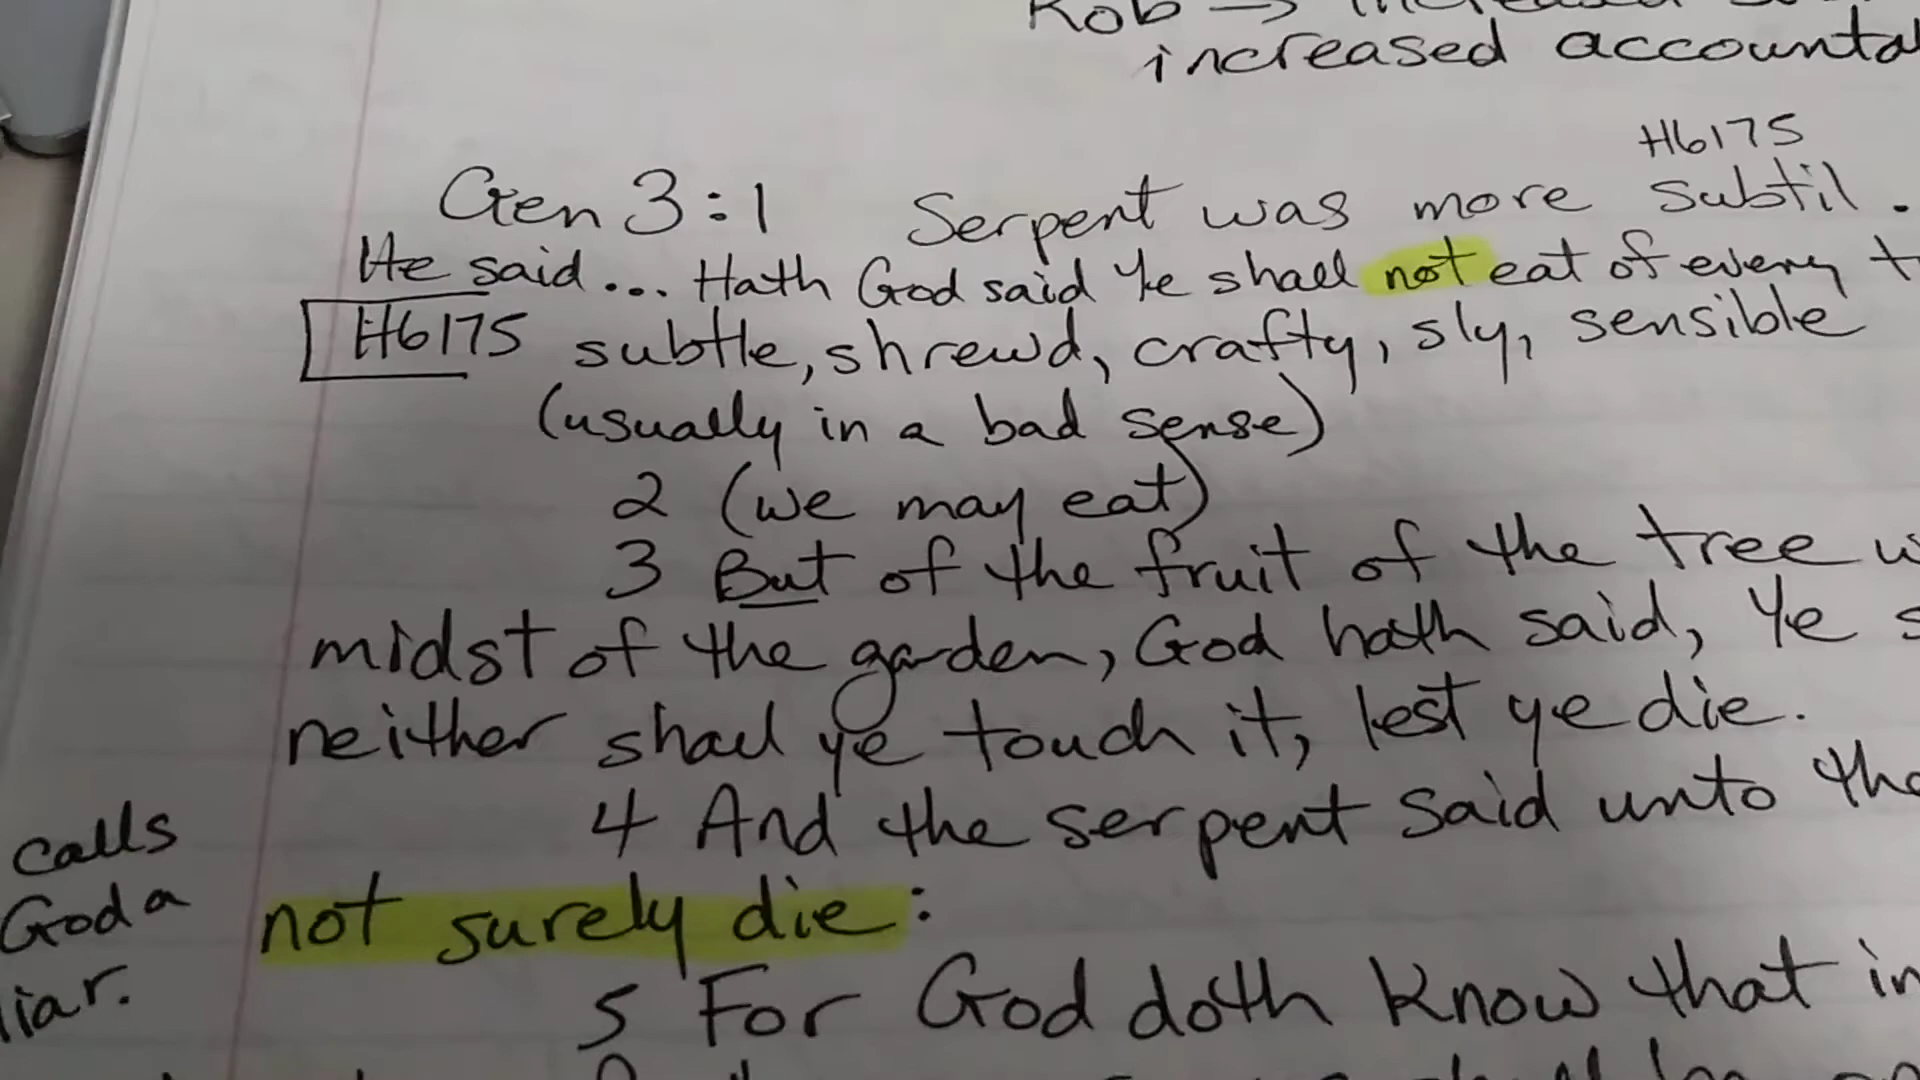 Rob → increased
increased
H6175
Gen 3:1 Serpent was more subtil.
He said... Hath God said Ye shall not eat of every
H6175 subtle, shrewd, crafty, sly, sensible
(usually in a bad sense)
2 (we may eat)
3 But of the fruit of the tree
midst of the garden, God hath said, Ye
neither shall ye touch it, lest ye die.
4 And the serpent said unto the
calls
God a
liar.
not surely die:
5 For God doth know that in